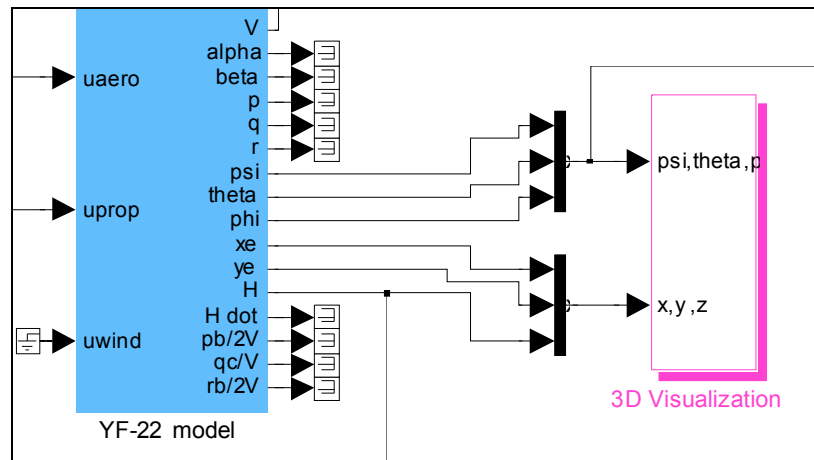 V
alpha
beta
p
q
r
psi
theta
phi
xe
ye
H
H dot
pb/2V
qc/V
rb/2V
uaero
uprop
uwind
YF-22 model
psi,theta,p
x,y,z
3D Visualization